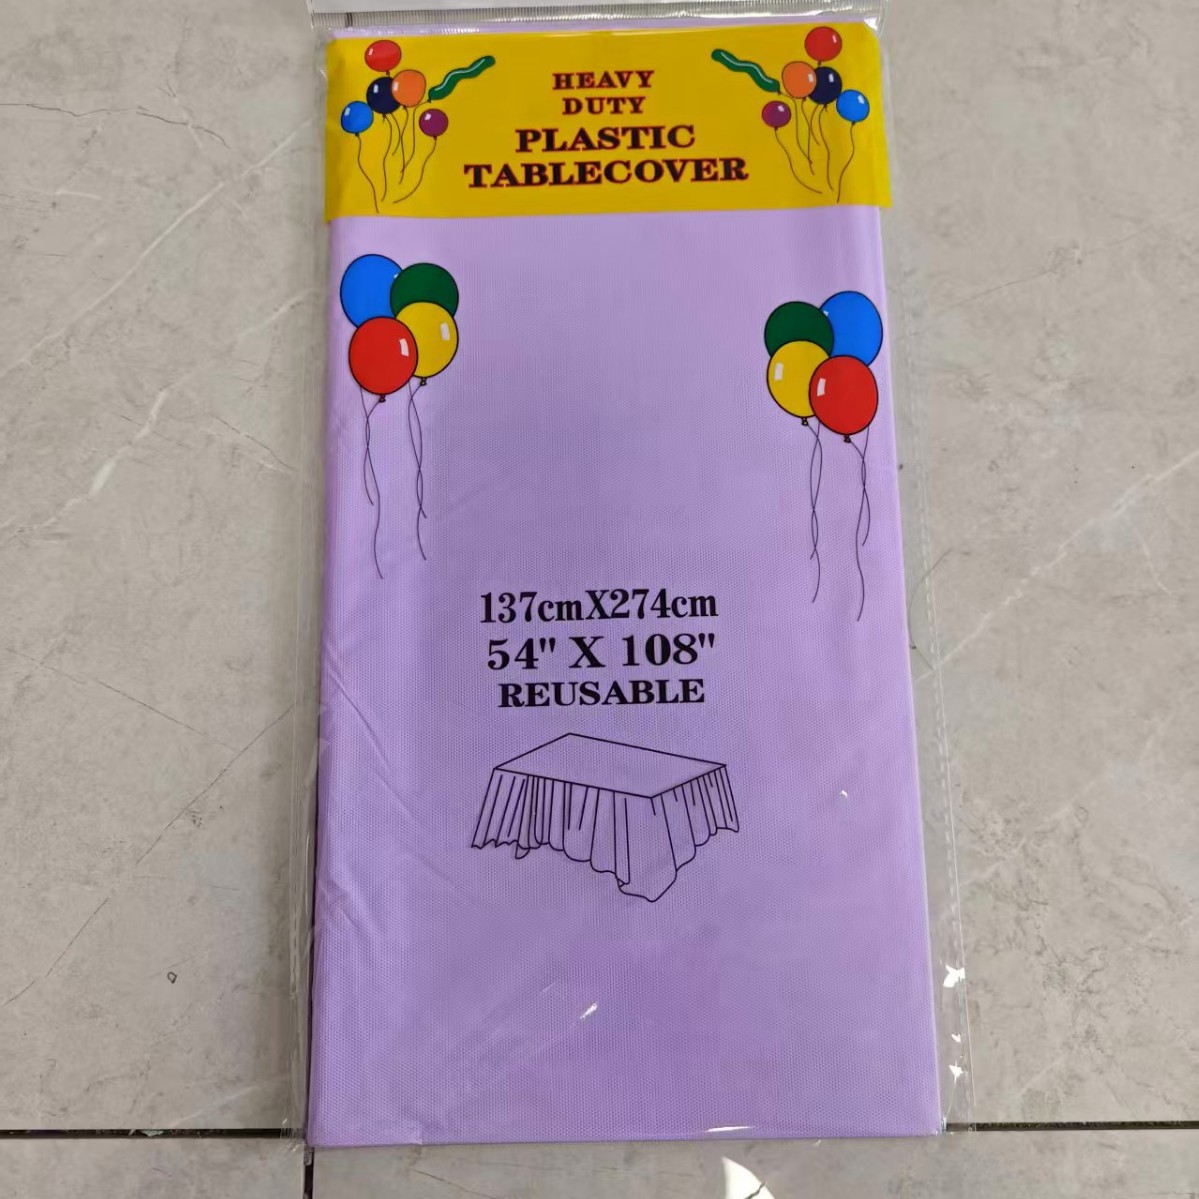 HEAVY
DUTY
PLASTIC
TABLECOVER
137cmX274cm
54" X 108"
REUSABLE